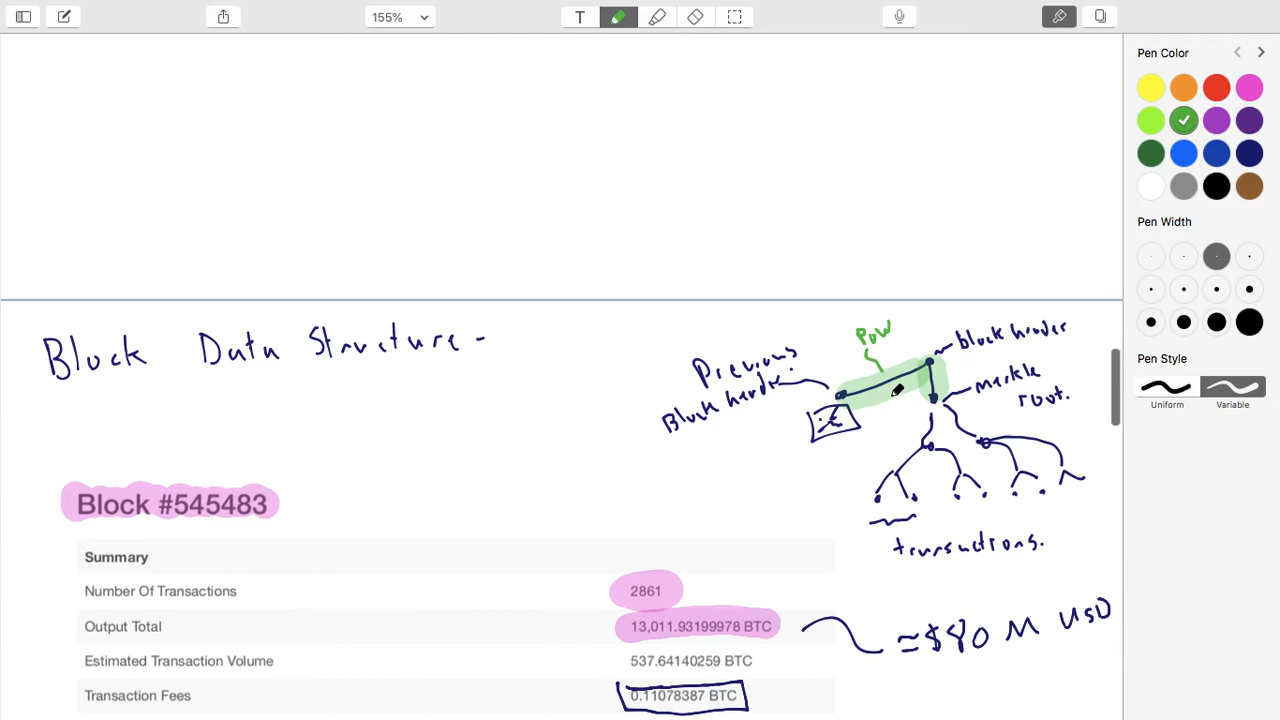 155%
T
Pen Color
Pen Width
Pen Style
Uniform
Variable
Block Data Structure -
PoW
block header
Previous
Block header
merkle
root.
transactions.
Block #545483
Summary
Number Of Transactions 2861
Output Total 13,011.93199978 BTC
≈$80 M USD
Estimated Transaction Volume 537.64140259 BTC
Transaction Fees 0.11078387 BTC